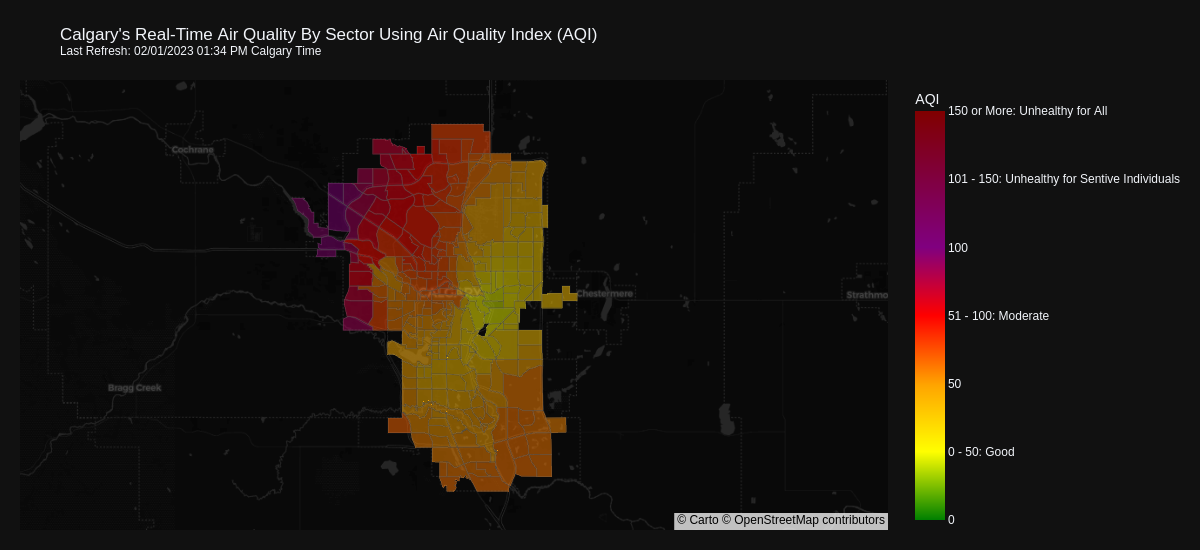 Calgary's Real-Time Air Quality By Sector Using Air Quality Index (AQI)
Last Refresh: 02/01/2023 01:34 PM Calgary Time
AQI
150 or More: Unhealthy for All
Cochrane
101 - 150: Unhealthy for Sentive Individuals
100
CALGARY
Chestermere
Strathmo
51 - 100: Moderate
Bragg Creek
50
0 - 50: Good
0
© Carto © OpenStreetMap contributors